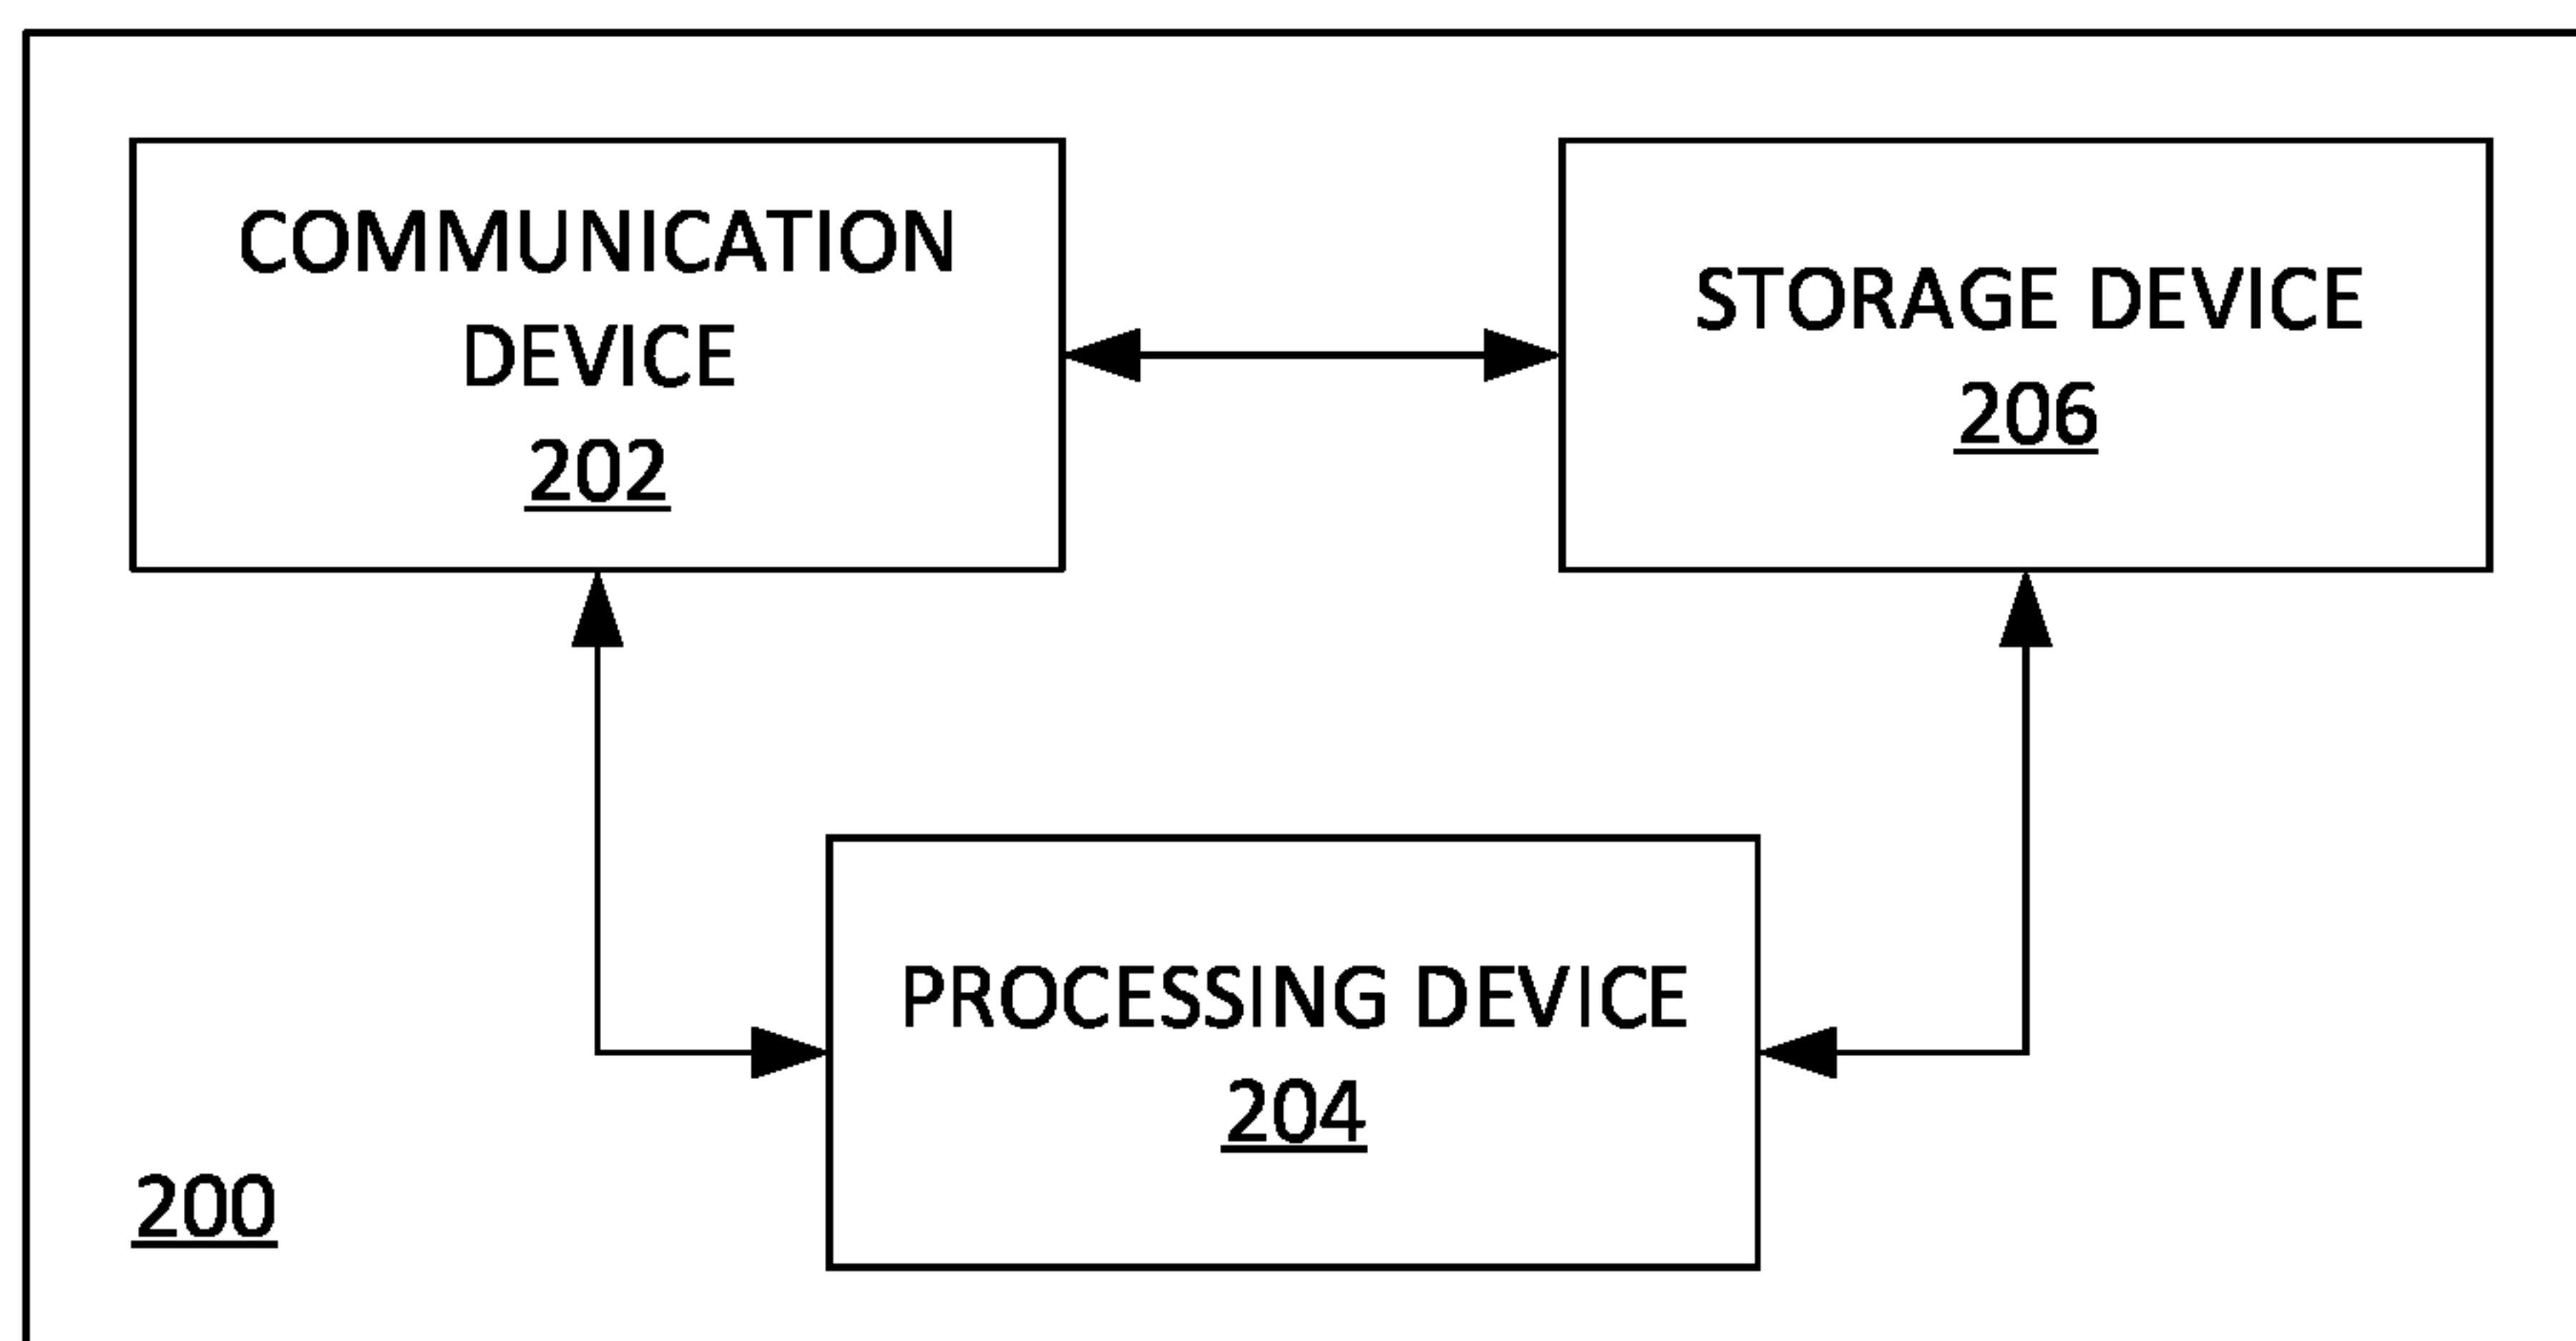 COMMUNICATION
DEVICE
202
STORAGE DEVICE
206
PROCESSING DEVICE
204
200